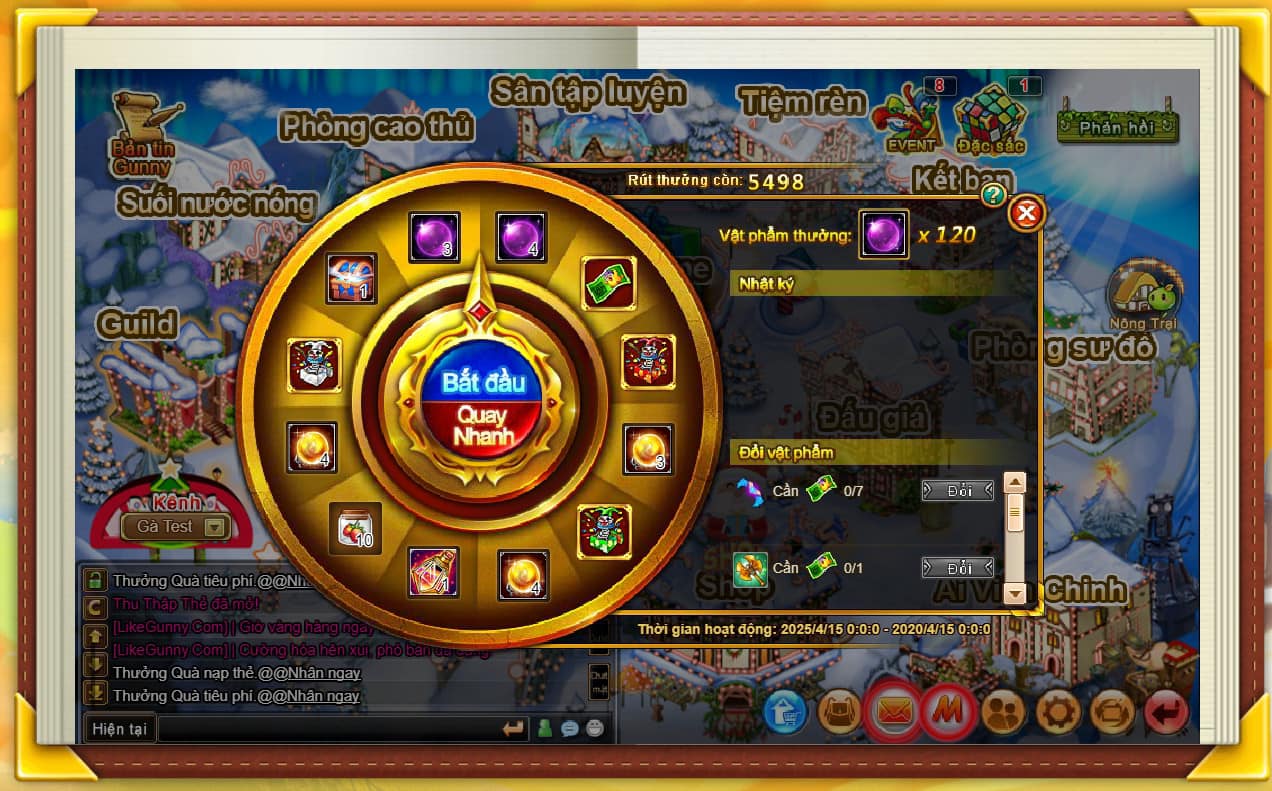 Sân tập luyện
Tiệm rèn
8
1
Phòng cao thủ
Bản tin
Gunny
EVENT
Đặc sắc
Phản hồi
Suối nước nóng
Rút thưởng còn: 5498
Kết bạn
?
Vật phẩm thưởng: x 120
Nhật ký
3
4
1
Guild
Nông Trại
Phòng sư đồ
Bắt đầu
Quay
Nhanh
Đấu giá
4
3
Đổi vật phẩm
Cần 0/7 Đổi
Kênh
Gà Test
10
1
4
Cần 0/1 Đổi
Shop
Chinh
Thưởng Quà tiêu phí.@@Nhân
Thu Thập Thẻ đã mở!
[LikeGunny.Com]| Giờ vàng hằng ngày
[LikeGunny.Com]| Cường hóa hên xui, phó bản đa dạng
Thưởng Quà nạp thẻ.@@Nhận ngay
Thưởng Quà tiêu phí.@@Nhận ngay
Thời gian hoạt động: 2025/4/15 0:0:0 - 2020/4/15 0:0:0
Hiện tại